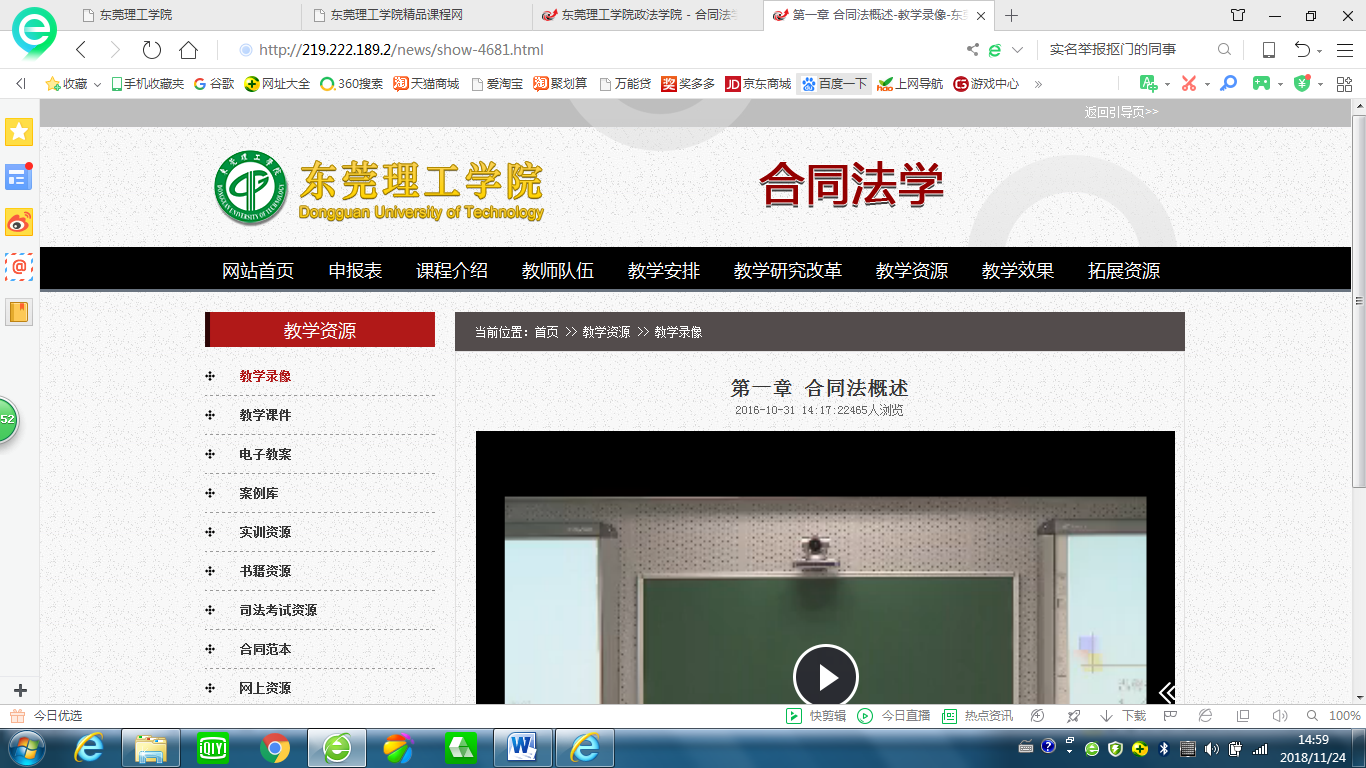 东莞理工学院
东莞理工学院精品课程网
东莞理工学院政法学院 - 合同法学
第一章 合同法概述-教学录像-东莞
http://219.222.189.2/news/show-4681.html
实名举报抠门的同事
收藏 手机收藏夹 谷歌 网址大全 360搜索 天猫商城 爱淘宝 聚划算 万能贷 奖多多 京东商城 百度一下 上网导航 游戏中心 »
返回引导页>>
东莞理工学院
Dongguan University of Technology
合同法学
网站首页 申报表 课程介绍 教师队伍 教学安排 教学研究改革 教学资源 教学效果 拓展资源
教学资源
当前位置：首页 >> 教学资源 >> 教学录像
教学录像
教学课件
电子教案
案例库
实训资源
书籍资源
司法考试资源
合同范本
网上资源
第一章 合同法概述
2016-10-31 14:17:22465人浏览
52
今日优选
快剪辑 今日直播 热点资讯 下载 100%
14:59
2018/11/24